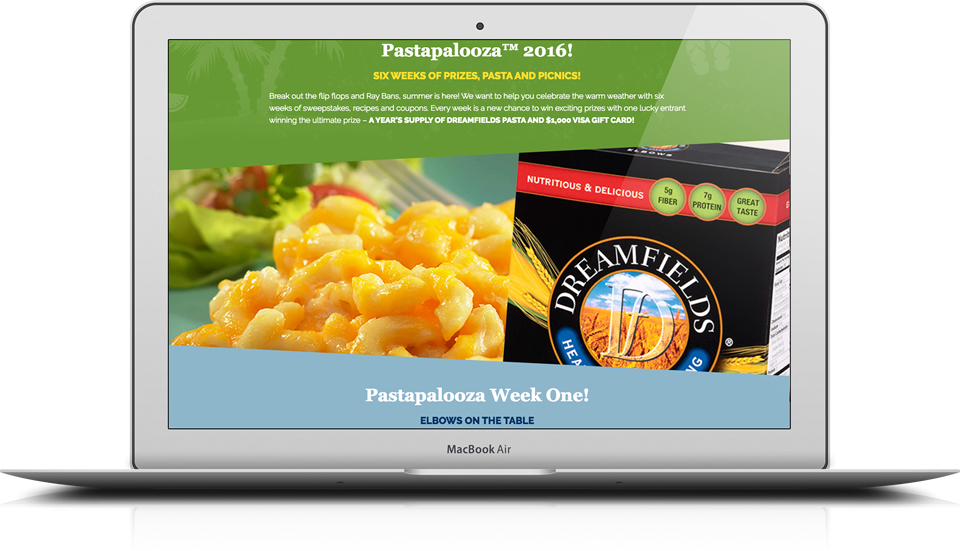 Pastapalooza™ 2016!
SIX WEEKS OF PRIZES, PASTA AND PICNICS!
Break out the flip flops and Ray Bans, summer is here! We want to help you celebrate the warm weather with six
weeks of sweepstakes, recipes and coupons. Every week is a new chance to win exciting prizes with one lucky entrant
winning the ultimate prize – A YEAR'S SUPPLY OF DREAMFIELDS PASTA AND $1,000 VISA GIFT CARD!
ELBOWS
NUTRITIOUS & DELICIOUS
5g
FIBER
7g
PROTEIN
GREAT
TASTE
DREAMFIELDS
DF
®
Pastapalooza Week One!
ELBOWS ON THE TABLE
MacBook Air